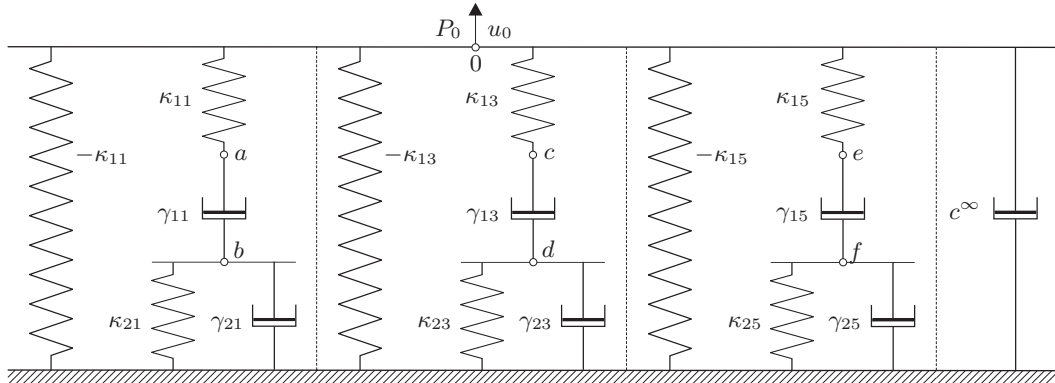 P₀ u₀
0
κ₁₁ κ₁₃ κ₁₅
−κ₁₁ a −κ₁₃ c −κ₁₅ e
γ₁₁ γ₁₃ γ₁₅ c^∞
b d f
κ₂₁ γ₂₁ κ₂₃ γ₂₃ κ₂₅ γ₂₅